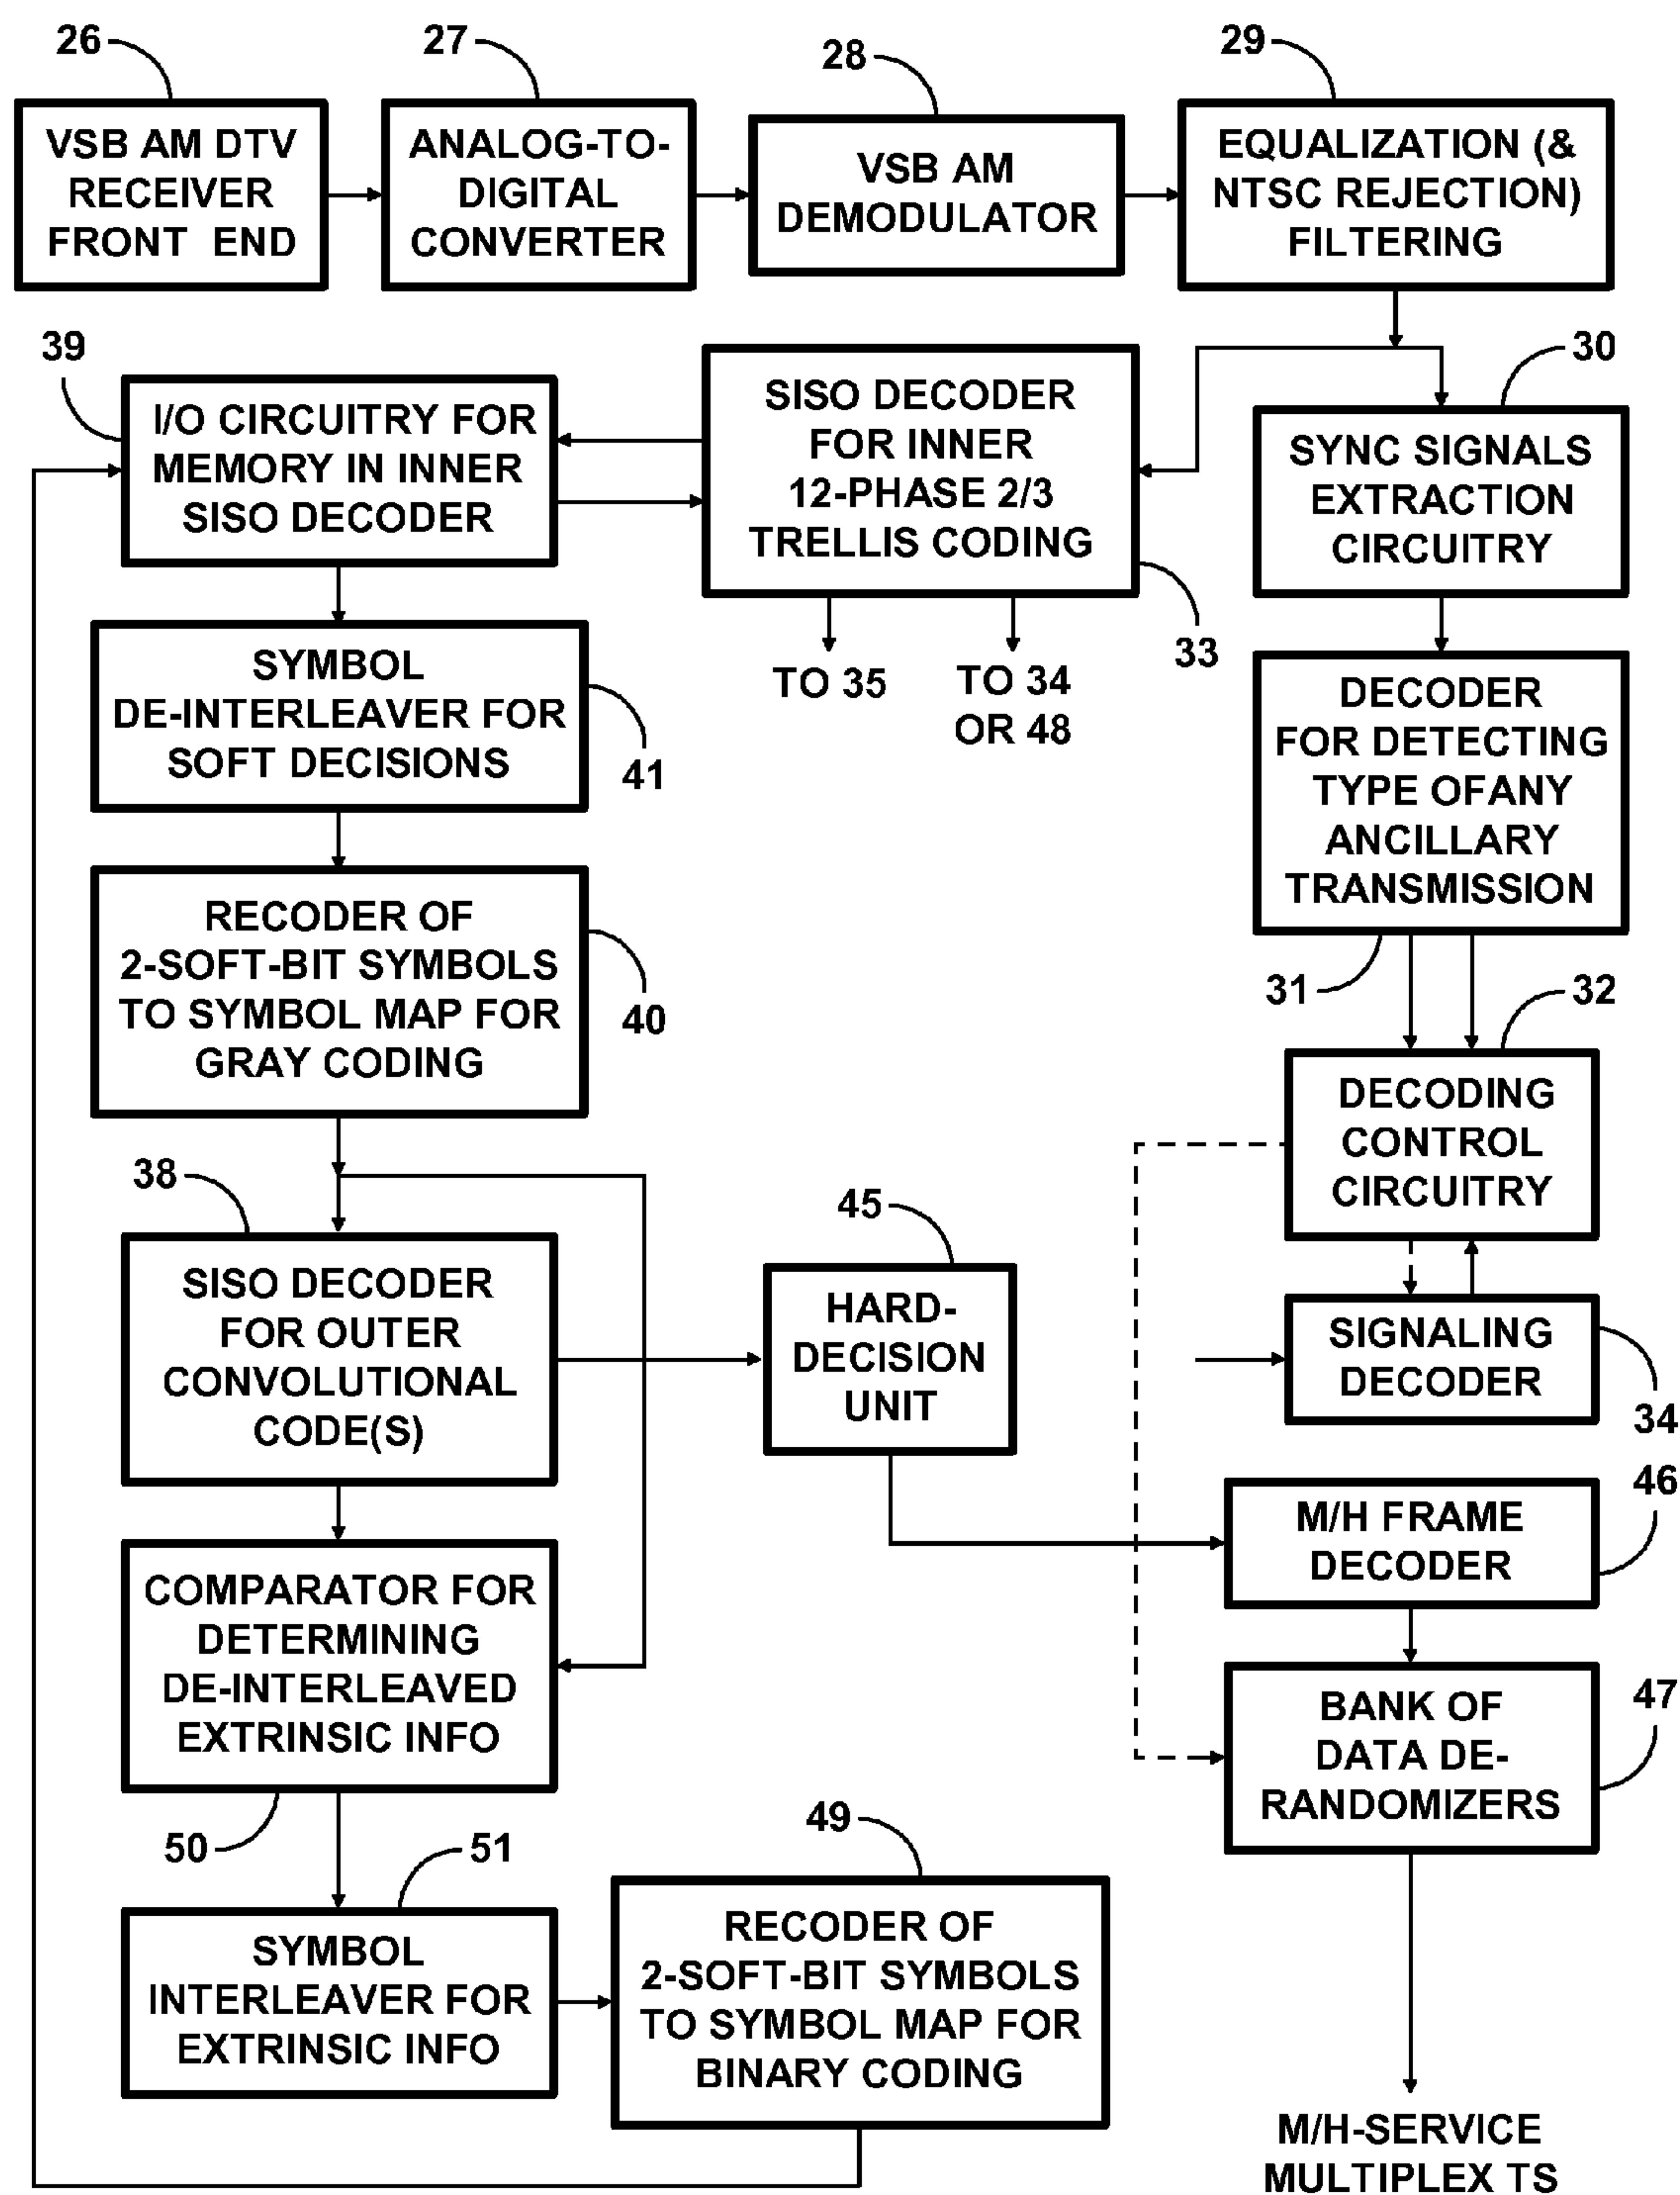 26
27
28
29
VSB AM DTV
RECEIVER
FRONT END
ANALOG-TO-
DIGITAL
CONVERTER
VSB AM
DEMODULATOR
EQUALIZATION (&
NTSC REJECTION)
FILTERING
39
I/O CIRCUITRY FOR
MEMORY IN INNER
SISO DECODER
SISO DECODER
FOR INNER
12-PHASE 2/3
TRELLIS CODING
33
TO 35
TO 34
OR 48
30
SYNC SIGNALS
EXTRACTION
CIRCUITRY
SYMBOL
DE-INTERLEAVER FOR
SOFT DECISIONS
41
DECODER
FOR DETECTING
TYPE OFANY
ANCILLARY
TRANSMISSION
31
32
RECODER OF
2-SOFT-BIT SYMBOLS
TO SYMBOL MAP FOR
GRAY CODING
40
DECODING
CONTROL
CIRCUITRY
38
SISO DECODER
FOR OUTER
CONVOLUTIONAL
CODE(S)
45
HARD-
DECISION
UNIT
SIGNALING
DECODER
34
46
M/H FRAME
DECODER
COMPARATOR FOR
DETERMINING
DE-INTERLEAVED
EXTRINSIC INFO
50
47
BANK OF
DATA DE-
RANDOMIZERS
51
SYMBOL
INTERLEAVER FOR
EXTRINSIC INFO
49
RECODER OF
2-SOFT-BIT SYMBOLS
TO SYMBOL MAP FOR
BINARY CODING
M/H-SERVICE
MULTIPLEX TS